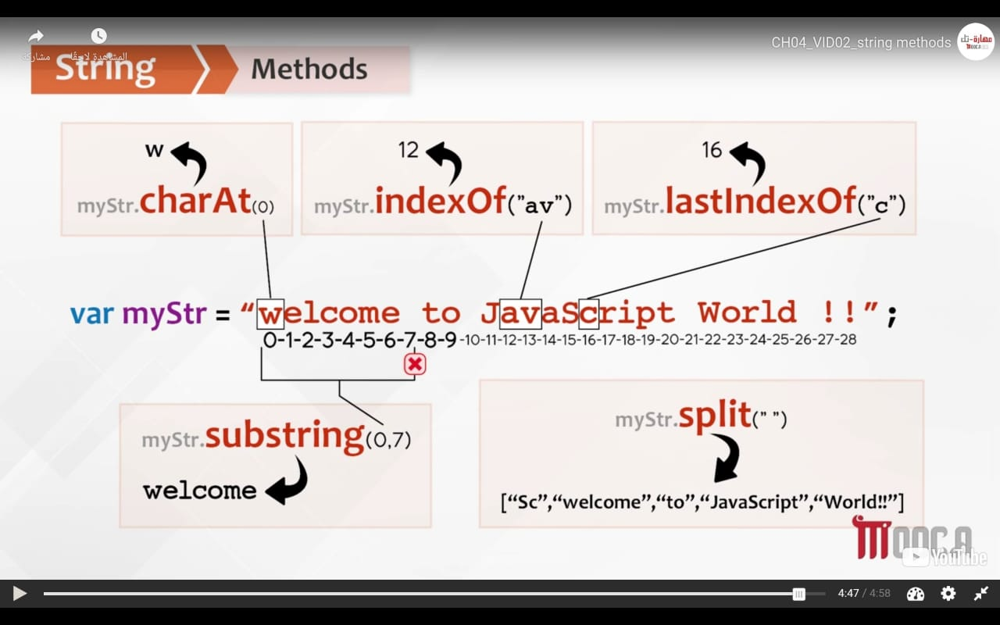 CH04_VID02_string methods
مهارة-تك
مشاركة
المشاهدة لاحقًا
String Methods
w
myStr.charAt(0)
12
myStr.indexOf("av")
16
myStr.lastIndexOf("c")
var myStr = “welcome to JavaScript World !!”;
0-1-2-3-4-5-6-7-8-9-10-11-12-13-14-15-16-17-18-19-20-21-22-23-24-25-26-27-28
myStr.substring(0,7)
welcome
myStr.split(" ")
[“Sc”,“welcome”,“to”,“JavaScript”,“World!!”]
MOOCA
YouTube
4:47 / 4:58